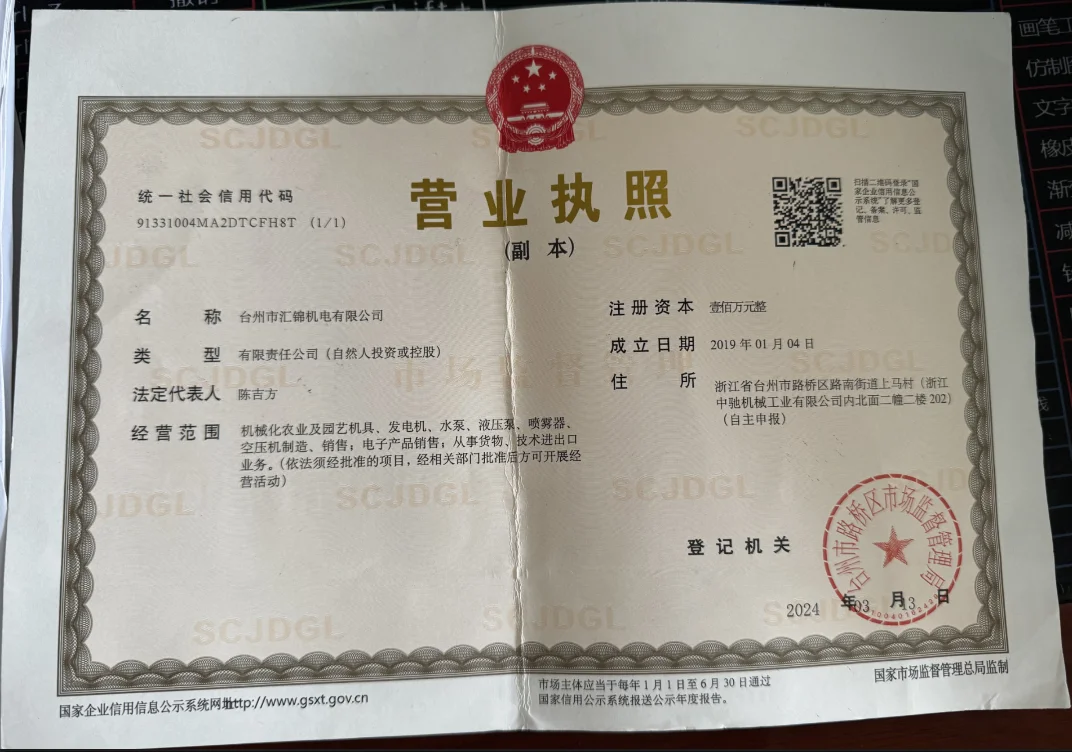 统一社会信用代码
91331004MA2DTCFH8T (1/1)
营业执照
(副 本)
扫描二维码登录“国
家企业信用信息公
示系统”了解更多登
记、备案、许可、监
管信息
名 称 台州市汇锦机电有限公司
类 型 有限责任公司（自然人投资或控股）
法定代表人 陈吉方
经营范围 机械化农业及园艺机具、发电机、水泵、液压泵、喷雾器、
空压机制造、销售；电子产品销售；从事货物、技术进出口
业务。（依法须经批准的项目，经相关部门批准后方可开展经
营活动）
注册资本 壹佰万元整
成立日期 2019年01月04日
住 所 浙江省台州市路桥区路南街道上马村（浙江
中驰机械工业有限公司内北面二幢二楼202）
（自主申报）
登记机关
台州市路桥区市场监督管理局
2024 年03 月13 日
国家企业信用信息公示系统网址http://www.gsxt.gov.cn
市场主体应当于每年1月1日至6月30日通过
国家信用公示系统报送公示年度报告。
国家市场监督管理总局监制
SCJDGL
市场监督
画笔工
文字
橡皮